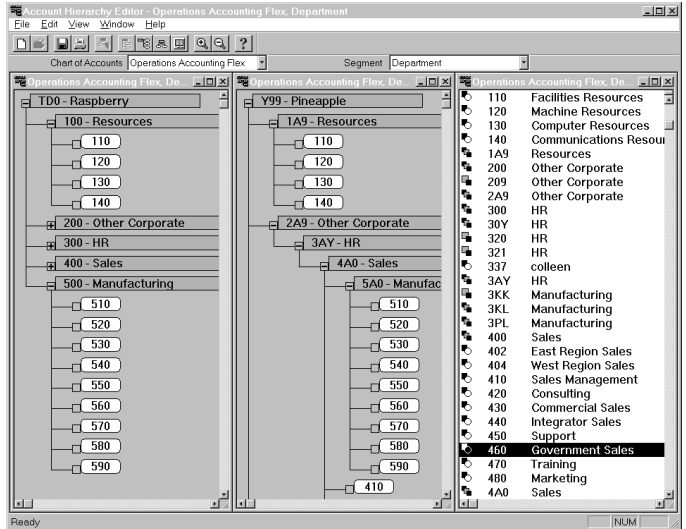 Account Hierarchy Editor - Operations Accounting Flex, Department
File Edit View Window Help
Chart of Accounts Operations Accounting Flex Segment Department
Operations Accounting Flex, De...
TD0 - Raspberry
100 - Resources
110
120
130
140
200 - Other Corporate
300 - HR
400 - Sales
500 - Manufacturing
510
520
530
540
550
560
570
580
590
Operations Accounting Flex, De...
Y99 - Pineapple
1A9 - Resources
110
120
130
140
2A9 - Other Corporate
3AY - HR
4A0 - Sales
5A0 - Manufac
510
520
530
540
550
560
570
580
590
410
Operations Accounting Flex, De...
110 Facilities Resources
120 Machine Resources
130 Computer Resources
140 Communications Resou
1A9 Resources
200 Other Corporate
209 Other Corporate
2A9 Other Corporate
300 HR
30Y HR
320 HR
321 HR
337 colleen
3AY HR
3KK Manufacturing
3KL Manufacturing
3PL Manufacturing
400 Sales
402 East Region Sales
404 West Region Sales
410 Sales Management
420 Consulting
430 Commercial Sales
440 Integrator Sales
450 Support
460 Government Sales
470 Training
480 Marketing
4A0 Sales
Ready NUM